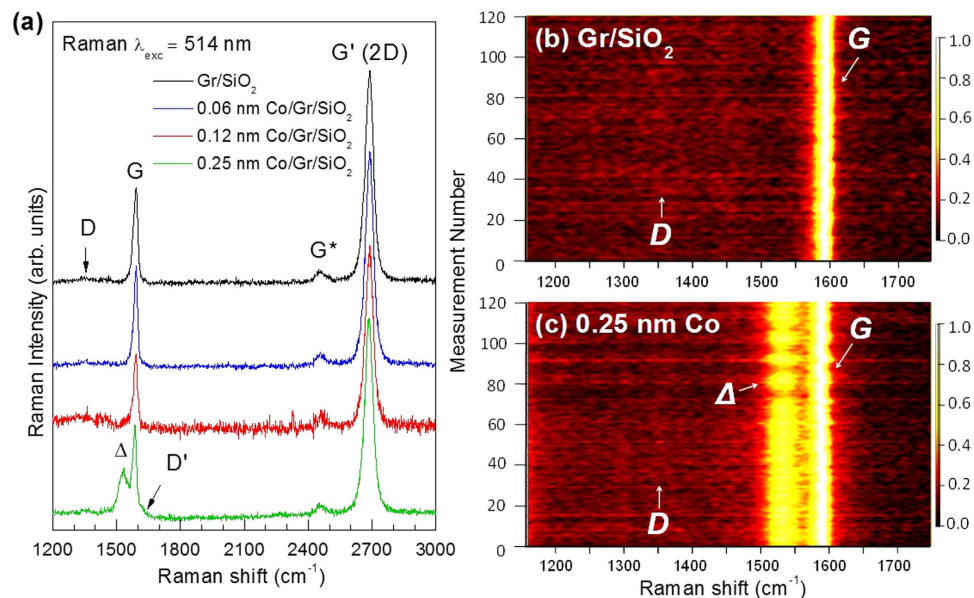 (a)
Raman λexc = 514 nm
Gr/SiO2
0.06 nm Co/Gr/SiO2
0.12 nm Co/Gr/SiO2
0.25 nm Co/Gr/SiO2
G' (2D)
G
D
G*
Δ
D'
Raman Intensity (arb. units)
1200 1500 1800 2100 2400 2700 3000
Raman shift (cm-1)
(b) Gr/SiO2
G
D
120
100
80
60
40
20
0
1200 1300 1400 1500 1600 1700
1.0
0.8
0.6
0.4
0.2
0.0
Measurement Number
(c) 0.25 nm Co
G
Δ
D
120
100
80
60
40
20
0
1200 1300 1400 1500 1600 1700
Raman shift (cm-1)
1.0
0.8
0.6
0.4
0.2
0.0